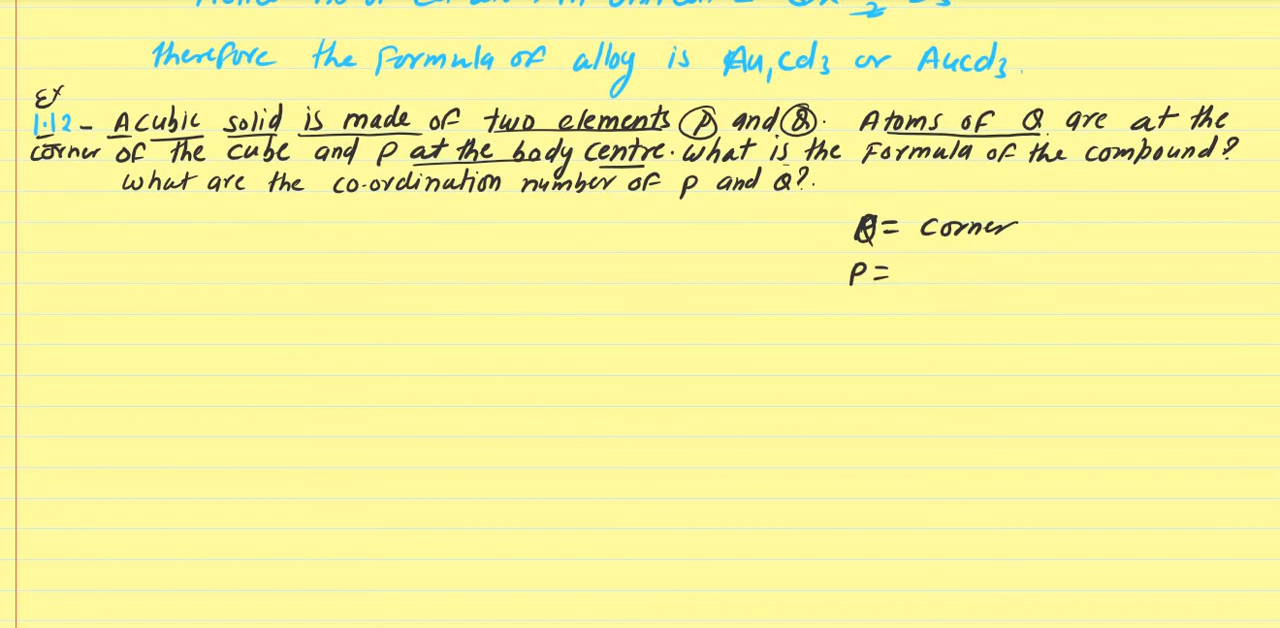 therefore the formula of alloy is Au1Cd3 or AuCd3.
Ex
1.12 - A cubic solid is made of two elements P and Q. Atoms of Q are at the
corner of the cube and P at the body centre. What is the Formula of the compound?
What are the co-ordination number of P and Q?.
Q = corner
P =